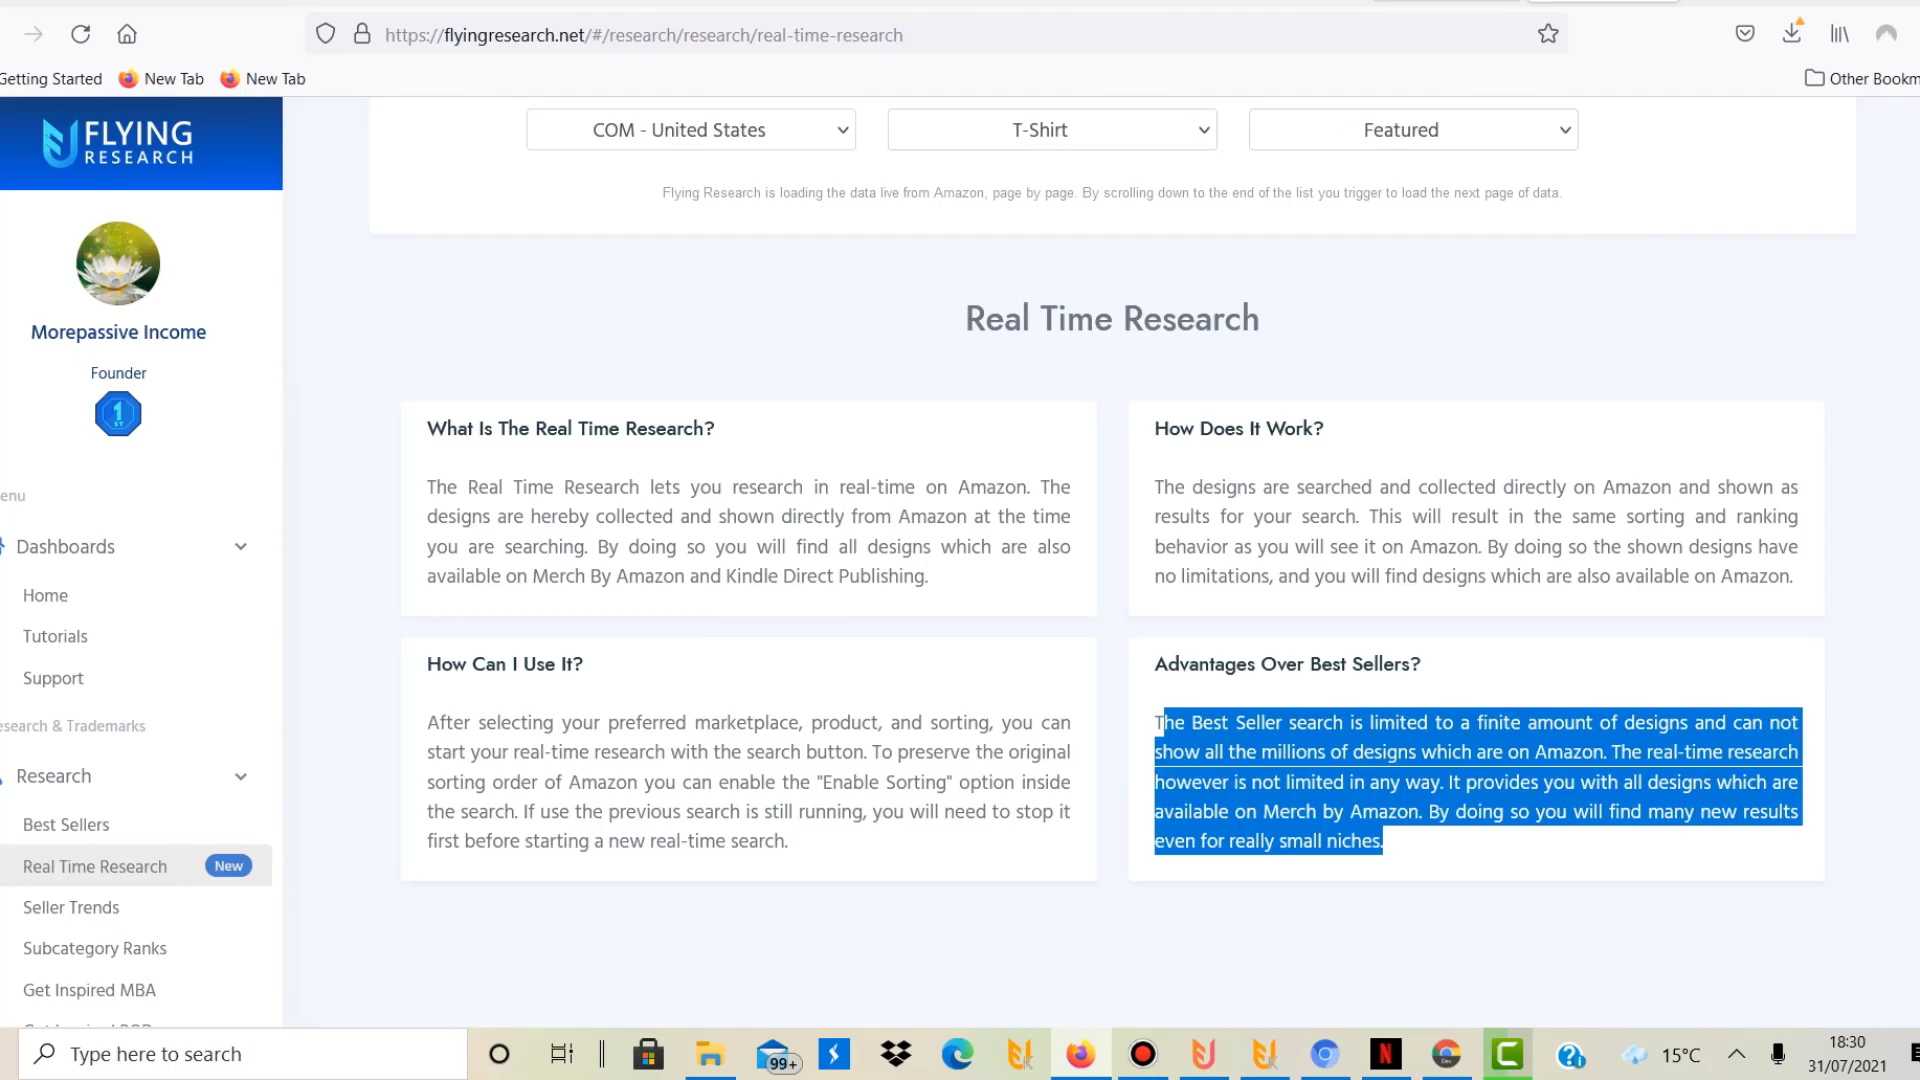 https://flyingresearch.net/#/research/research/real-time-research
Getting Started
New Tab
New Tab
Other Bookm
FLYING
RESEARCH
COM - United States
T-Shirt
Featured
Flying Research is loading the data live from Amazon, page by page. By scrolling down to the end of the list you trigger to load the next page of data.
Morepassive Income
Founder
1
ST
enu
Dashboards
Home
Tutorials
Support
esearch & Trademarks
Research
Best Sellers
Real Time Research
New
Seller Trends
Subcategory Ranks
Get Inspired MBA
Real Time Research
What Is The Real Time Research?
The Real Time Research lets you research in real-time on Amazon. The
designs are hereby collected and shown directly from Amazon at the time
you are searching. By doing so you will find all designs which are also
available on Merch By Amazon and Kindle Direct Publishing.
How Does It Work?
The designs are searched and collected directly on Amazon and shown as
results for your search. This will result in the same sorting and ranking
behavior as you will see it on Amazon. By doing so the shown designs have
no limitations, and you will find designs which are also available on Amazon.
How Can I Use It?
After selecting your preferred marketplace, product, and sorting, you can
start your real-time research with the search button. To preserve the original
sorting order of Amazon you can enable the "Enable Sorting" option inside
the search. If use the previous search is still running, you will need to stop it
first before starting a new real-time search.
Advantages Over Best Sellers?
The Best Seller search is limited to a finite amount of designs and can not
show all the millions of designs which are on Amazon. The real-time research
however is not limited in any way. It provides you with all designs which are
available on Merch by Amazon. By doing so you will find many new results
even for really small niches.
Type here to search
99+
N
Dev
15°C
18:30
31/07/2021